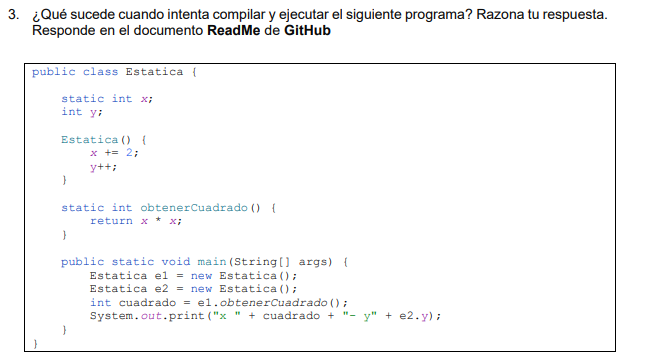 3. ¿Qué sucede cuando intenta compilar y ejecutar el siguiente programa? Razona tu respuesta.
Responde en el documento ReadMe de GitHub
public class Estatica {
static int x;
int y;
Estatica() {
x += 2;
y++;
}
static int obtenerCuadrado() {
return x * x;
}
public static void main(String[] args) {
Estatica e1 = new Estatica();
Estatica e2 = new Estatica();
int cuadrado = e1.obtenerCuadrado();
System.out.print("x " + cuadrado + "- y" + e2.y);
}
}